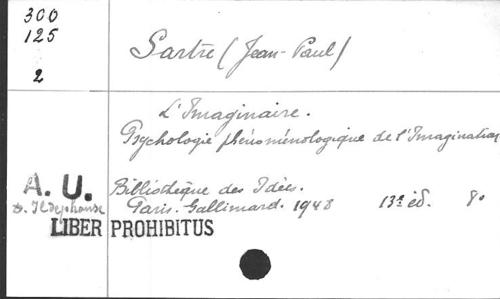 300
125
2
Sartre (Jean-Paul)
L'Imaginaire.
Psychologie phénoménologique de l'Imagination
A. U.
Bibliothèque des Idées.
D. Ildephonse
Paris. Gallimard. 1948 13e éd. 8°
LIBER PROHIBITUS